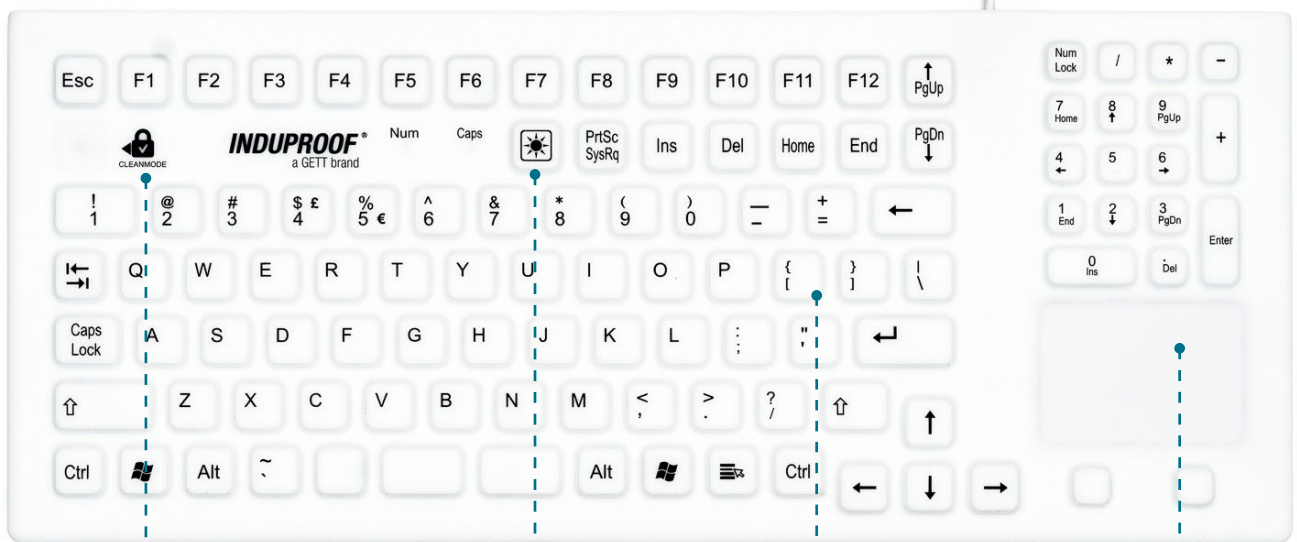 Esc F1 F2 F3 F4 F5 F6 F7 F8 F9 F10 F11 F12 ↑ PgUp
CLEANMODE
INDUPROOF®
a GETT brand
Num Caps
PrtSc
SysRq
Ins Del Home End PgDn ↓
! @ # $ £ % ^ & * ( ) — +
1 2 3 4 5 € 6 7 8 9 0 – = ←
Q W E R T Y U I O P { } |
[ ] \
Caps
Lock
A S D F G H J K L : "
; ' ↵
⇧ Z X C V B N M < > ? ⇧ ↑
, . /
Ctrl Alt ~ Alt Ctrl ← ↓ →
`
Num
Lock
/ * -
7 8 9 +
Home ↑ PgUp
4 5 6
← →
1 2 3 Enter
End ↓ PgDn
0 .
Ins Del